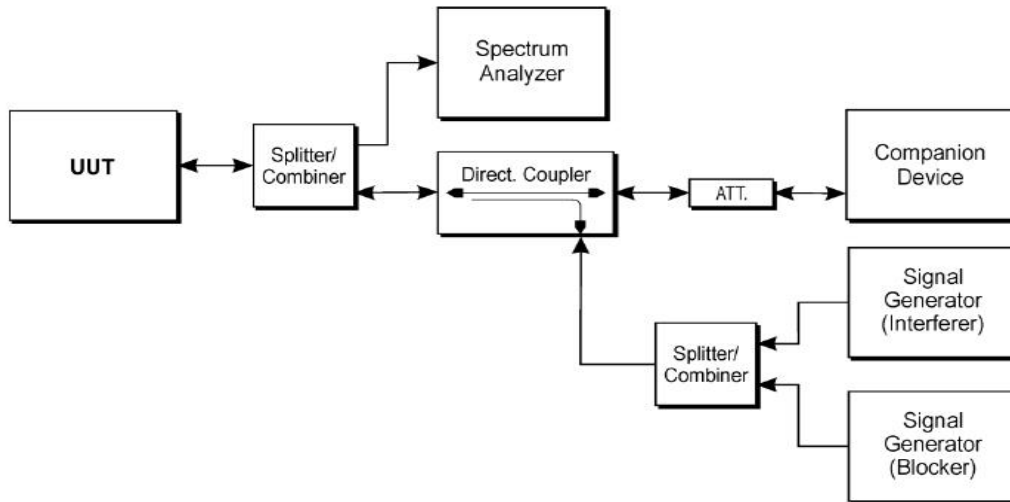 Spectrum
Analyzer
UUT
Splitter/
Combiner
Direct. Coupler
ATT.
Companion
Device
Signal
Generator
(Interferer)
Splitter/
Combiner
Signal
Generator
(Blocker)